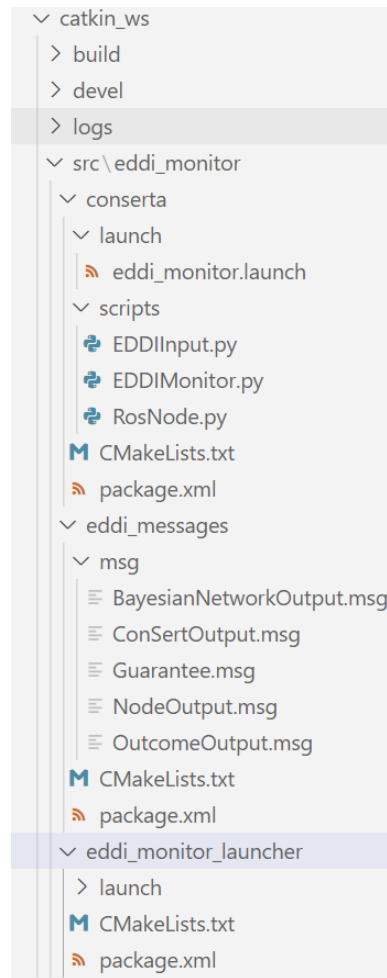 catkin_ws
build
devel
logs
src\eddi_monitor
conserta
launch
eddi_monitor.launch
scripts
EDDIInput.py
EDDIMonitor.py
RosNode.py
CMakeLists.txt
package.xml
eddi_messages
msg
BayesianNetworkOutput.msg
ConSertOutput.msg
Guarantee.msg
NodeOutput.msg
OutcomeOutput.msg
CMakeLists.txt
package.xml
eddi_monitor_launcher
launch
CMakeLists.txt
package.xml